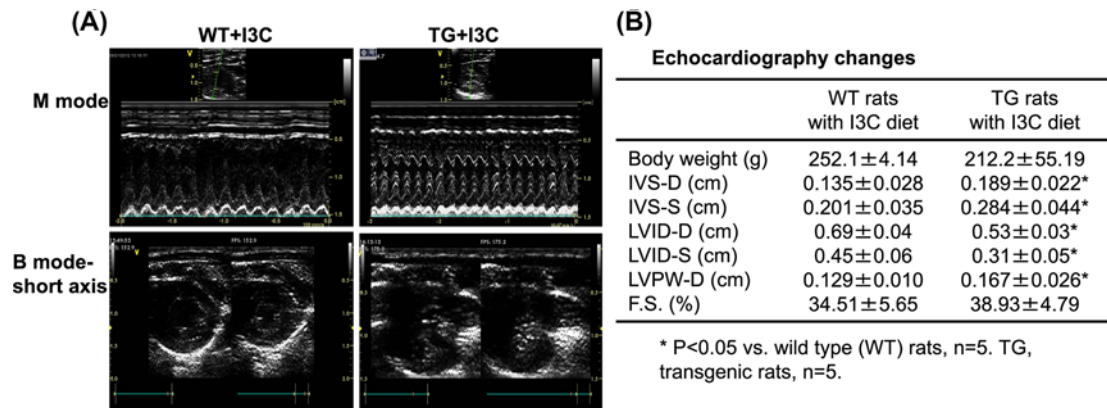 (A)
WT+I3C
TG+I3C
M mode
B mode-
short axis
(B)
Echocardiography changes
WT rats
with I3C diet
TG rats
with I3C diet
Body weight (g) 252.1±4.14 212.2±55.19
IVS-D (cm) 0.135±0.028 0.189±0.022*
IVS-S (cm) 0.201±0.035 0.284±0.044*
LVID-D (cm) 0.69±0.04 0.53±0.03*
LVID-S (cm) 0.45±0.06 0.31±0.05*
LVPW-D (cm) 0.129±0.010 0.167±0.026*
F.S. (%) 34.51±5.65 38.93±4.79
* P<0.05 vs. wild type (WT) rats, n=5. TG,
transgenic rats, n=5.